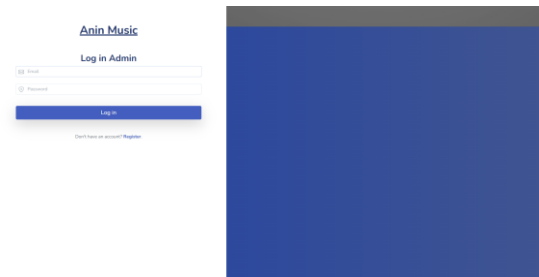 Anin Music
Log in Admin
Email
Password
Log in
Don't have an account? Register